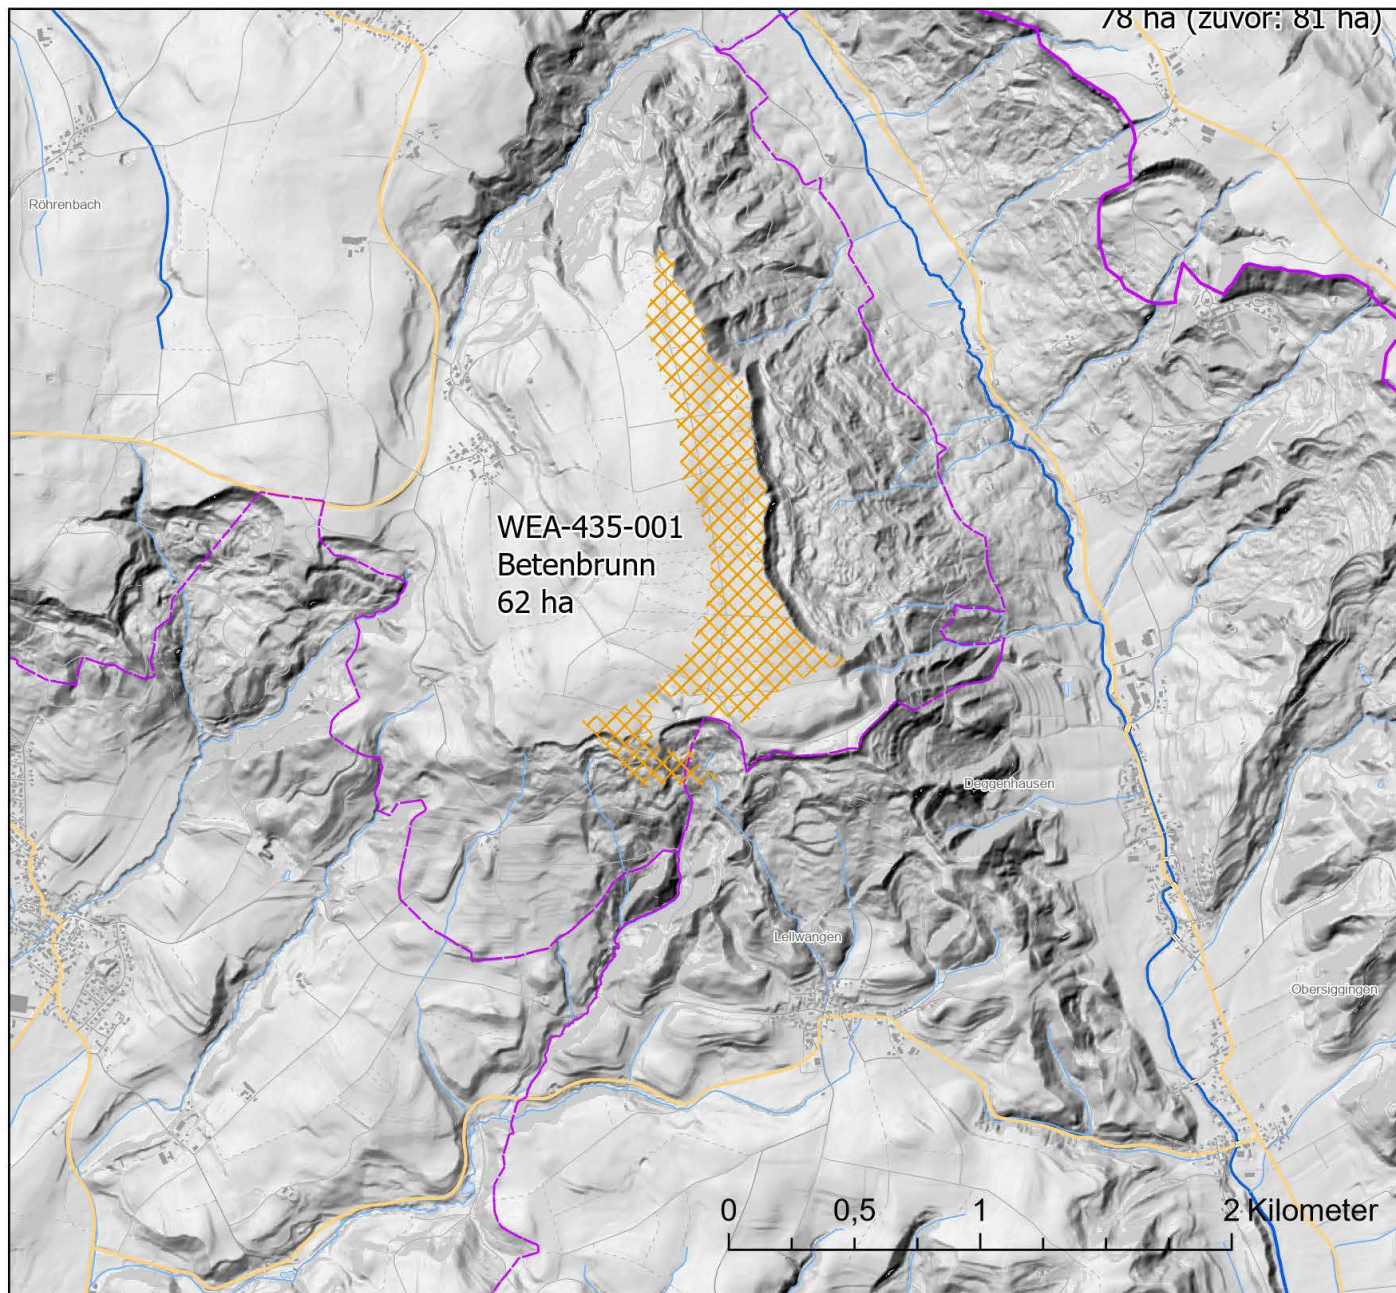 78 ha (zuvor: 81 ha)
Röhrenbach
WEA-435-001
Betenbrunn
62 ha
Deggenhausen
Lellwangen
Obersiggingen
0 0,5 1 2 Kilometer